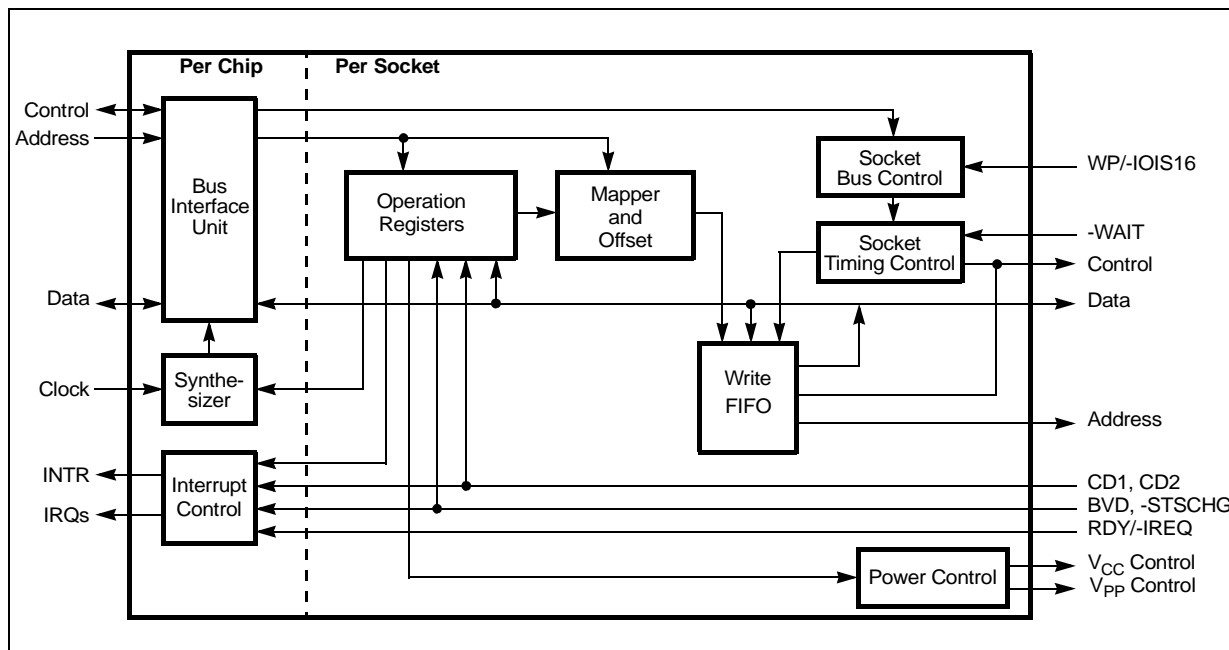 Per Chip
Per Socket
Control
Address
Bus
Interface
Unit
Operation
Registers
Mapper
and
Offset
Socket
Bus Control
WP/-IOIS16
Socket
Timing Control
-WAIT
Control
Data
Data
Clock
Synthe-
sizer
Write
FIFO
Address
INTR
IRQs
Interrupt
Control
CD1, CD2
BVD, -STSCHG
RDY/-IREQ
Power Control
VCC Control
VPP Control